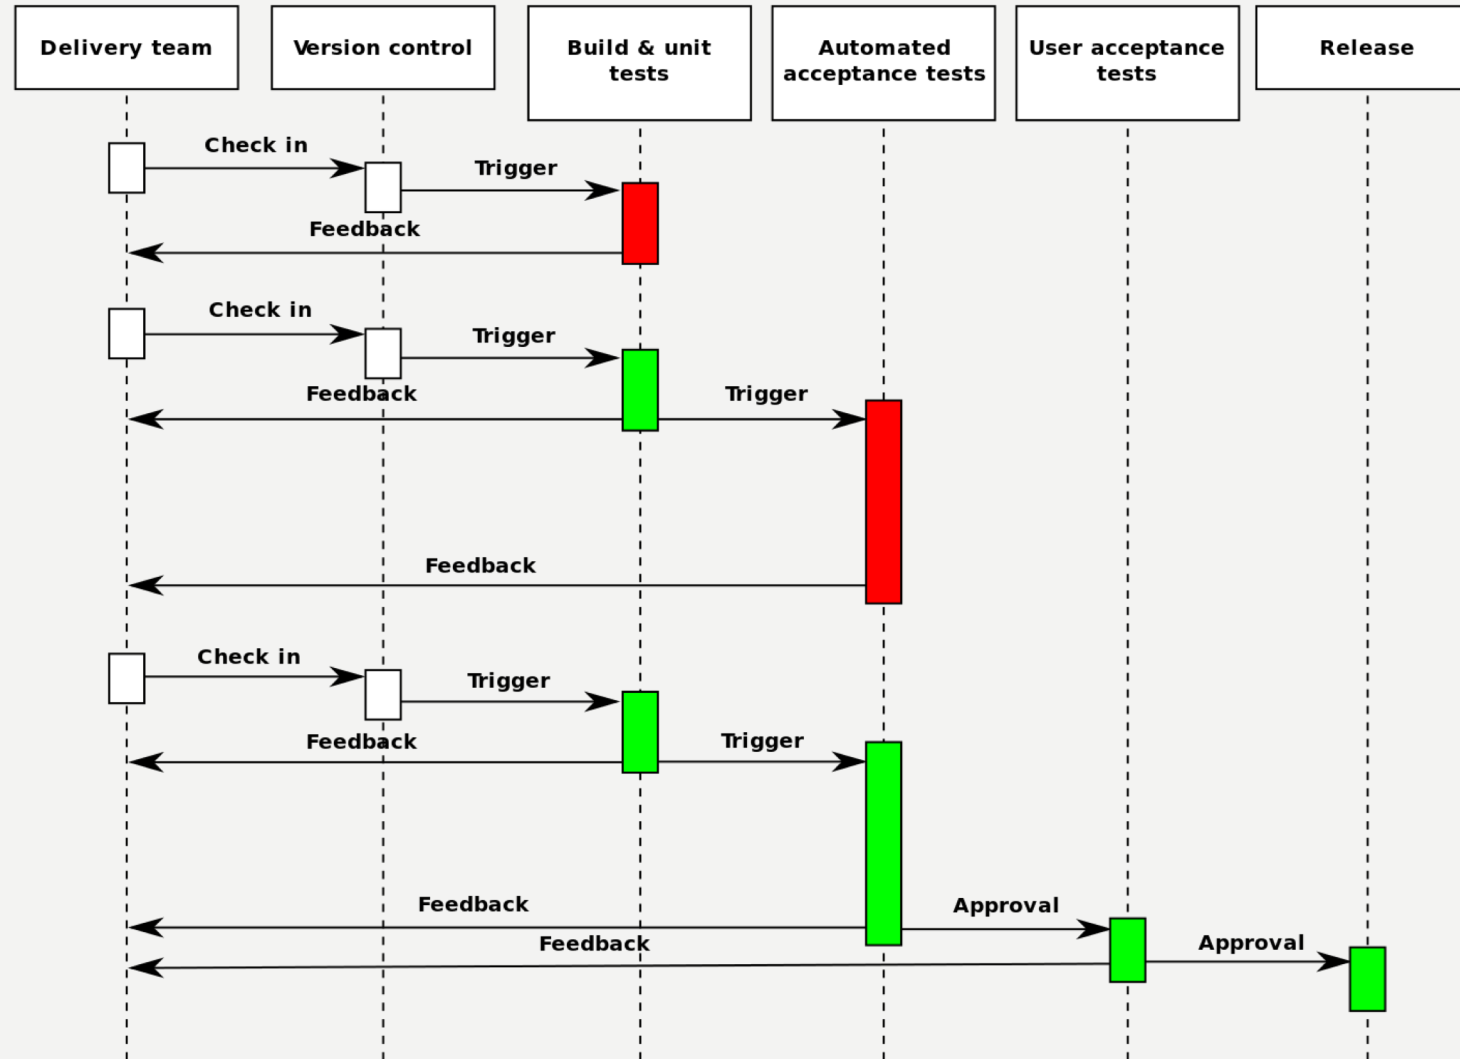 Delivery team
Version control
Build & unit
tests
Automated
acceptance tests
User acceptance
tests
Release
Check in
Trigger
Feedback
Check in
Trigger
Feedback
Trigger
Feedback
Check in
Trigger
Feedback
Trigger
Feedback
Approval
Feedback
Approval